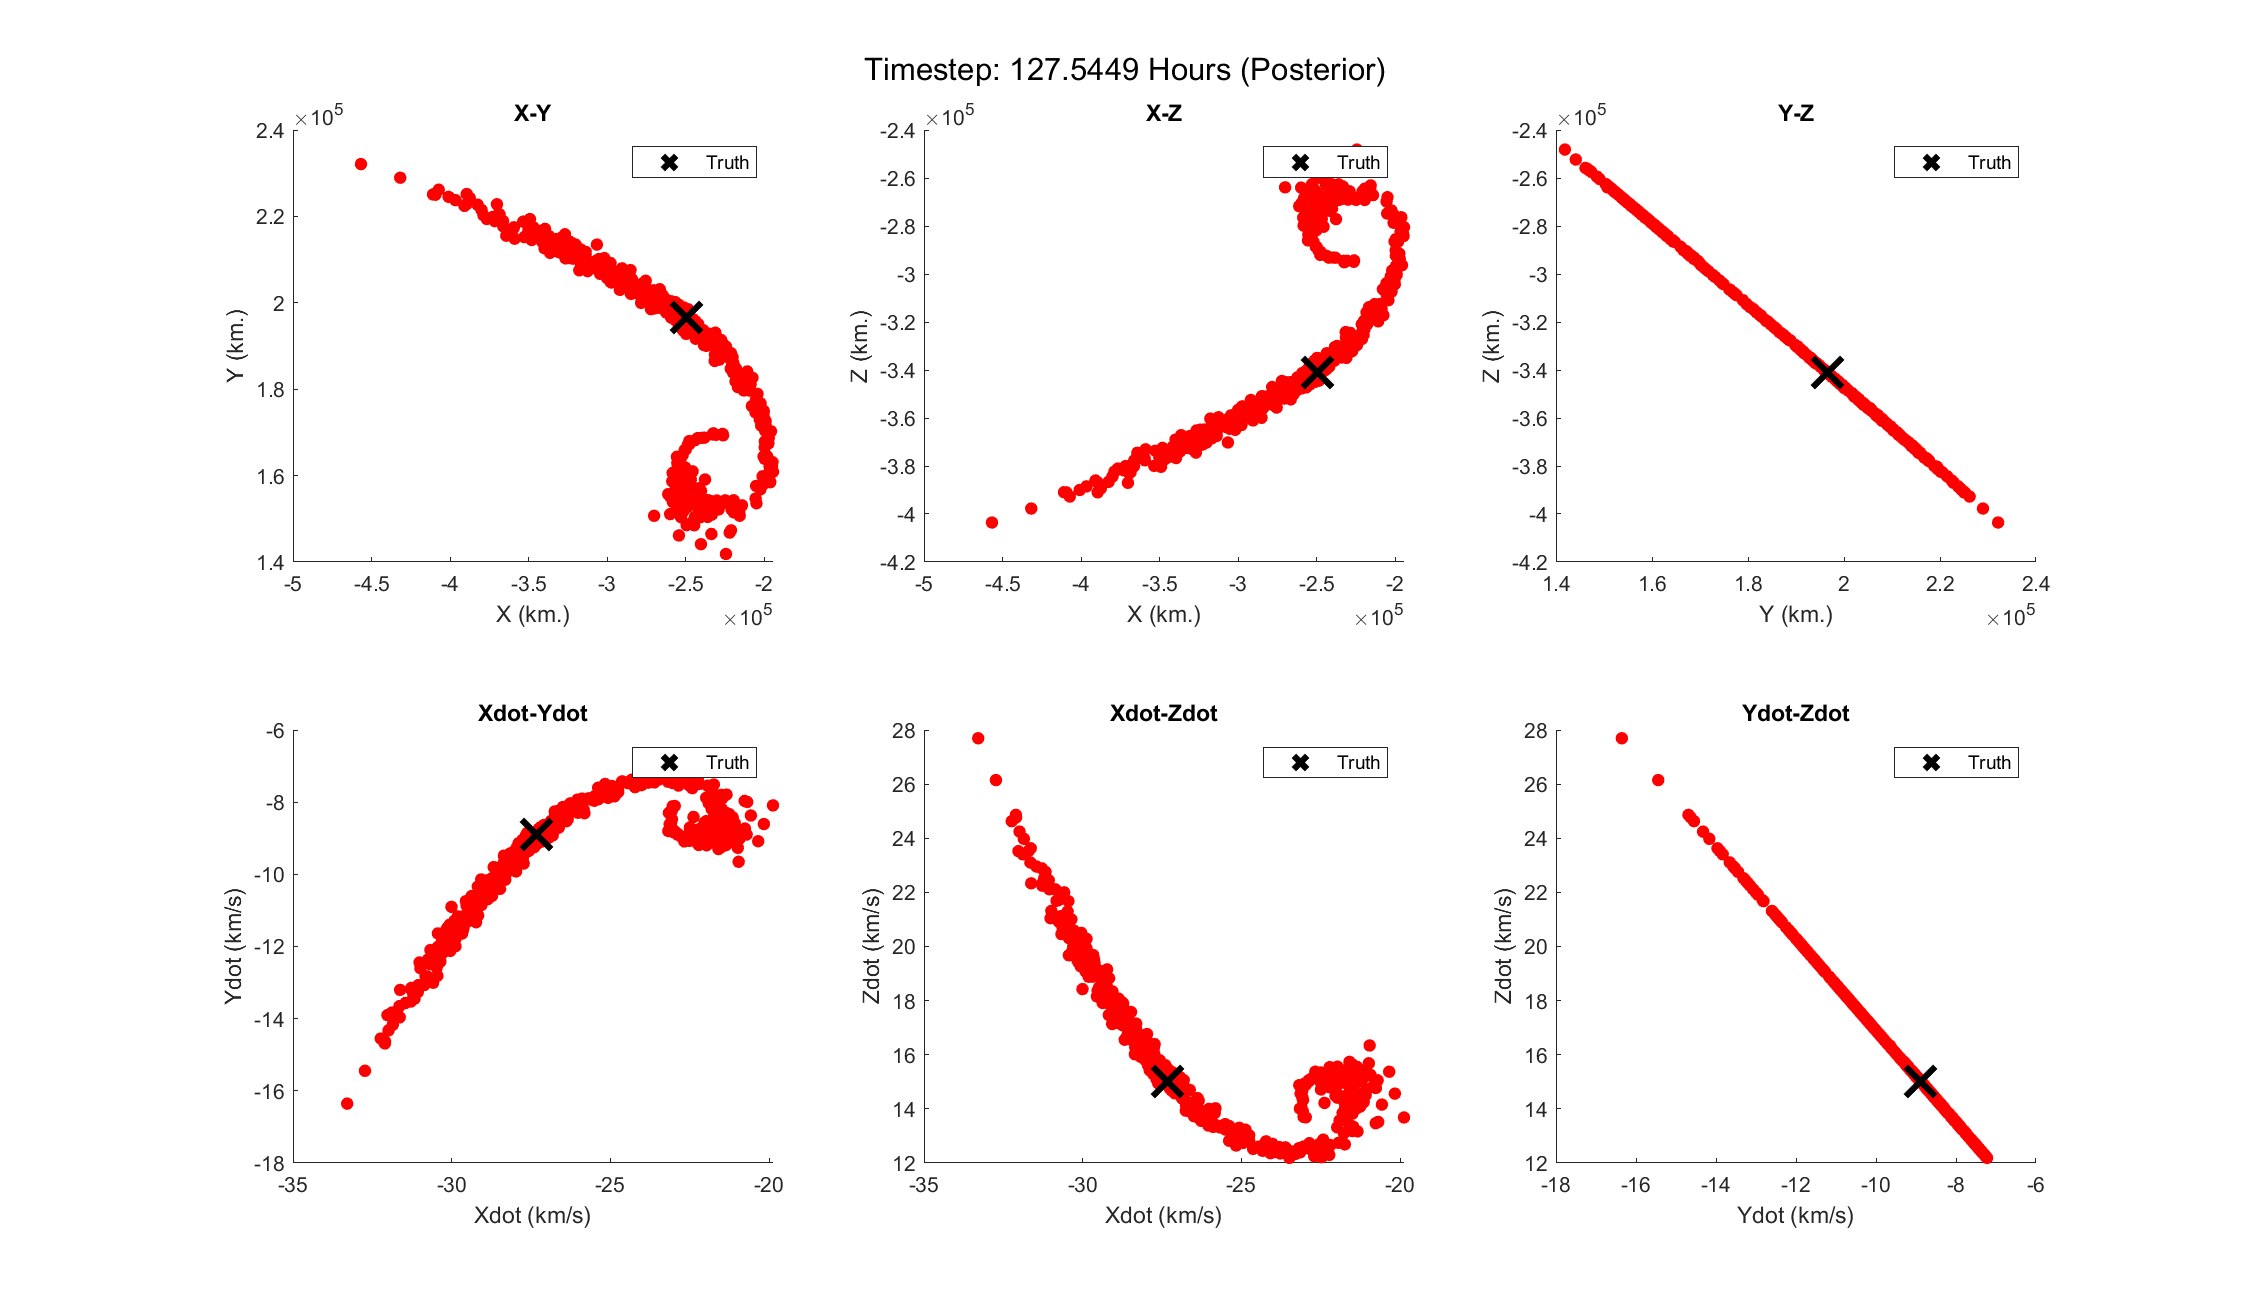 Timestep: 127.5449 Hours (Posterior)
X-Y
×10^5
2.4
2.2
2
1.8
1.6
1.4
Y (km.)
-5 -4.5 -4 -3.5 -3 -2.5 -2
X (km.)
×10^5
Truth
X-Z
×10^5
-2.4
-2.6
-2.8
-3
-3.2
-3.4
-3.6
-3.8
-4
-4.2
Z (km.)
-5 -4.5 -4 -3.5 -3 -2.5 -2
X (km.)
×10^5
Truth
Y-Z
×10^5
-2.4
-2.6
-2.8
-3
-3.2
-3.4
-3.6
-3.8
-4
-4.2
Z (km.)
1.4 1.6 1.8 2 2.2 2.4
Y (km.)
×10^5
Truth
Xdot-Ydot
-6
-8
-10
-12
-14
-16
-18
Ydot (km/s)
-35 -30 -25 -20
Xdot (km/s)
Truth
Xdot-Zdot
28
26
24
22
20
18
16
14
12
Zdot (km/s)
-35 -30 -25 -20
Xdot (km/s)
Truth
Ydot-Zdot
28
26
24
22
20
18
16
14
12
Zdot (km/s)
-18 -16 -14 -12 -10 -8 -6
Ydot (km/s)
Truth